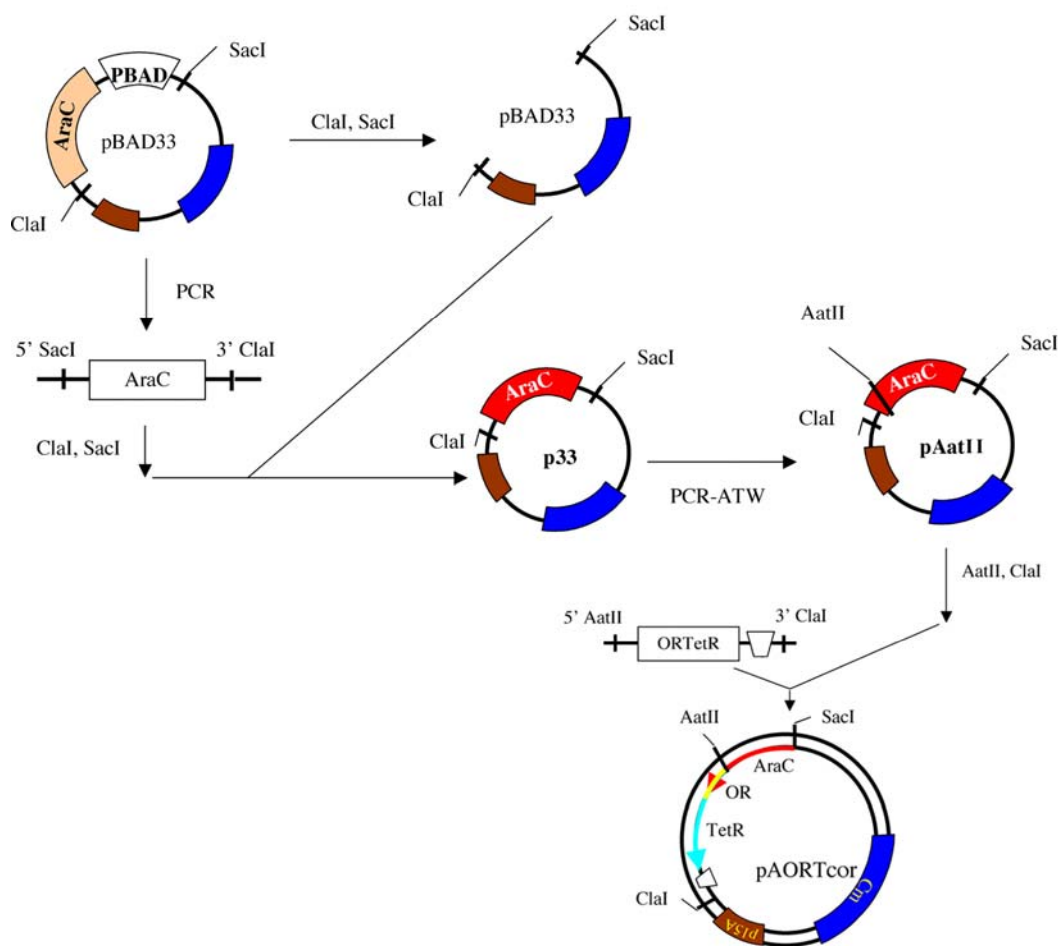 SacI
PBAD
AraC
pBAD33
ClaI
ClaI, SacI
SacI
pBAD33
ClaI
PCR
5' SacI
3' ClaI
AraC
ClaI, SacI
SacI
AraC
ClaI
p33
PCR-ATW
AatII
SacI
AraC
ClaI
pAatII
AatII, ClaI
5' AatII
3' ClaI
ORTetR
AatII
SacI
AraC
OR
TetR
pAORTcor
Cm
ClaI
p15A